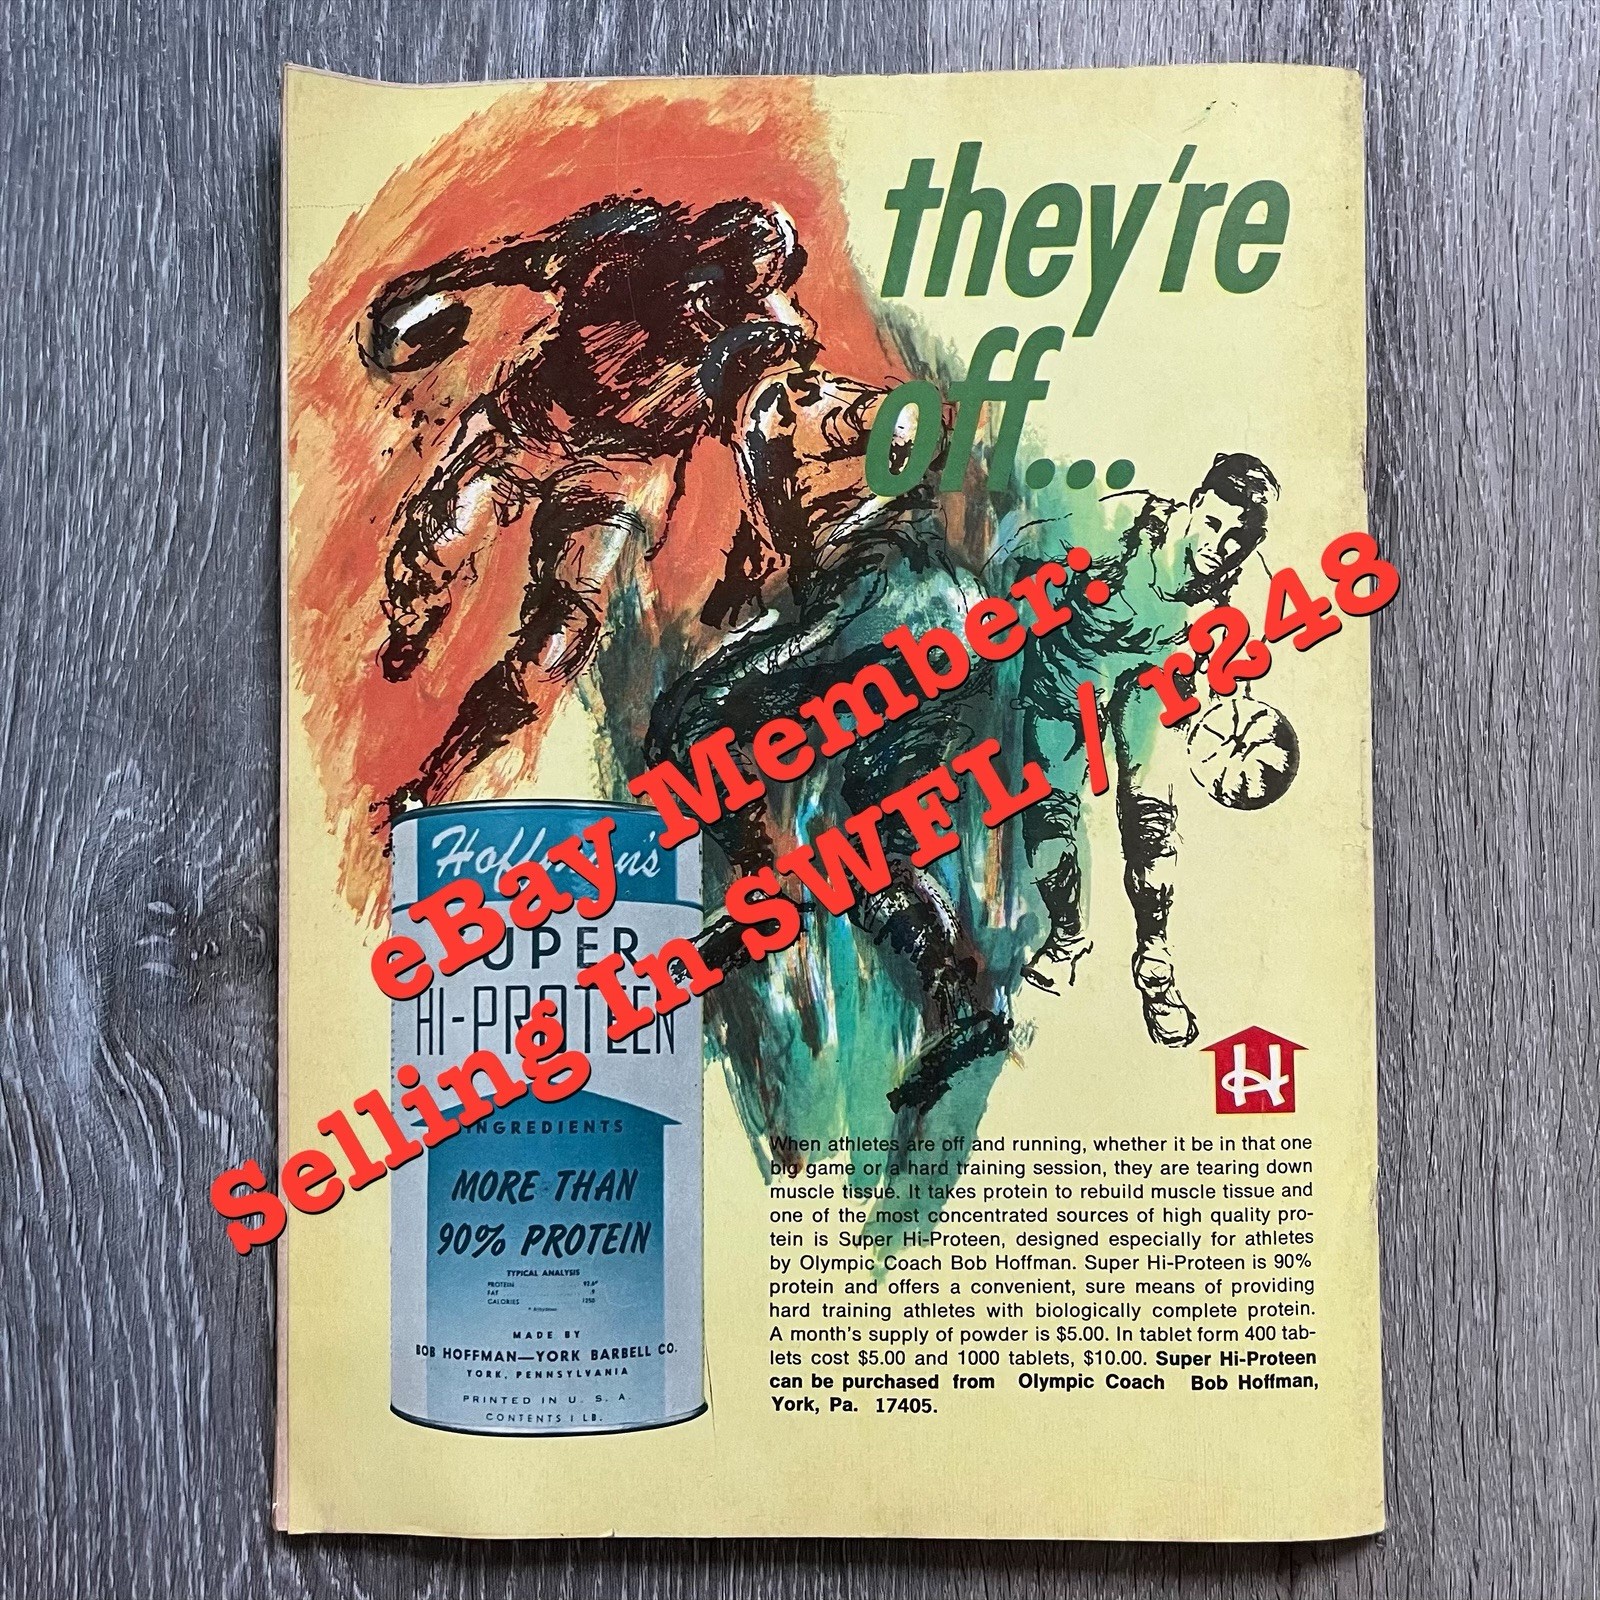 they're
off...
eBay Member:
Selling In SWFL / r248
Hoffman's
SUPER
HI-PROTEEN
INGREDIENTS
MORE THAN
90% PROTEIN
TYPICAL ANALYSIS
PROTEIN
FAT
CALORIES 1250
MADE BY
BOB HOFFMAN—YORK BARBELL CO.
YORK, PENNSYLVANIA
PRINTED IN U. S. A.
CONTENTS 1 LB.
H
When athletes are off and running, whether it be in that one
big game or a hard training session, they are tearing down
muscle tissue. It takes protein to rebuild muscle tissue and
one of the most concentrated sources of high quality pro-
tein is Super Hi-Proteen, designed especially for athletes
by Olympic Coach Bob Hoffman. Super Hi-Proteen is 90%
protein and offers a convenient, sure means of providing
hard training athletes with biologically complete protein.
A month's supply of powder is $5.00. In tablet form 400 tab-
lets cost $5.00 and 1000 tablets, $10.00. Super Hi-Proteen
can be purchased from Olympic Coach Bob Hoffman,
York, Pa. 17405.